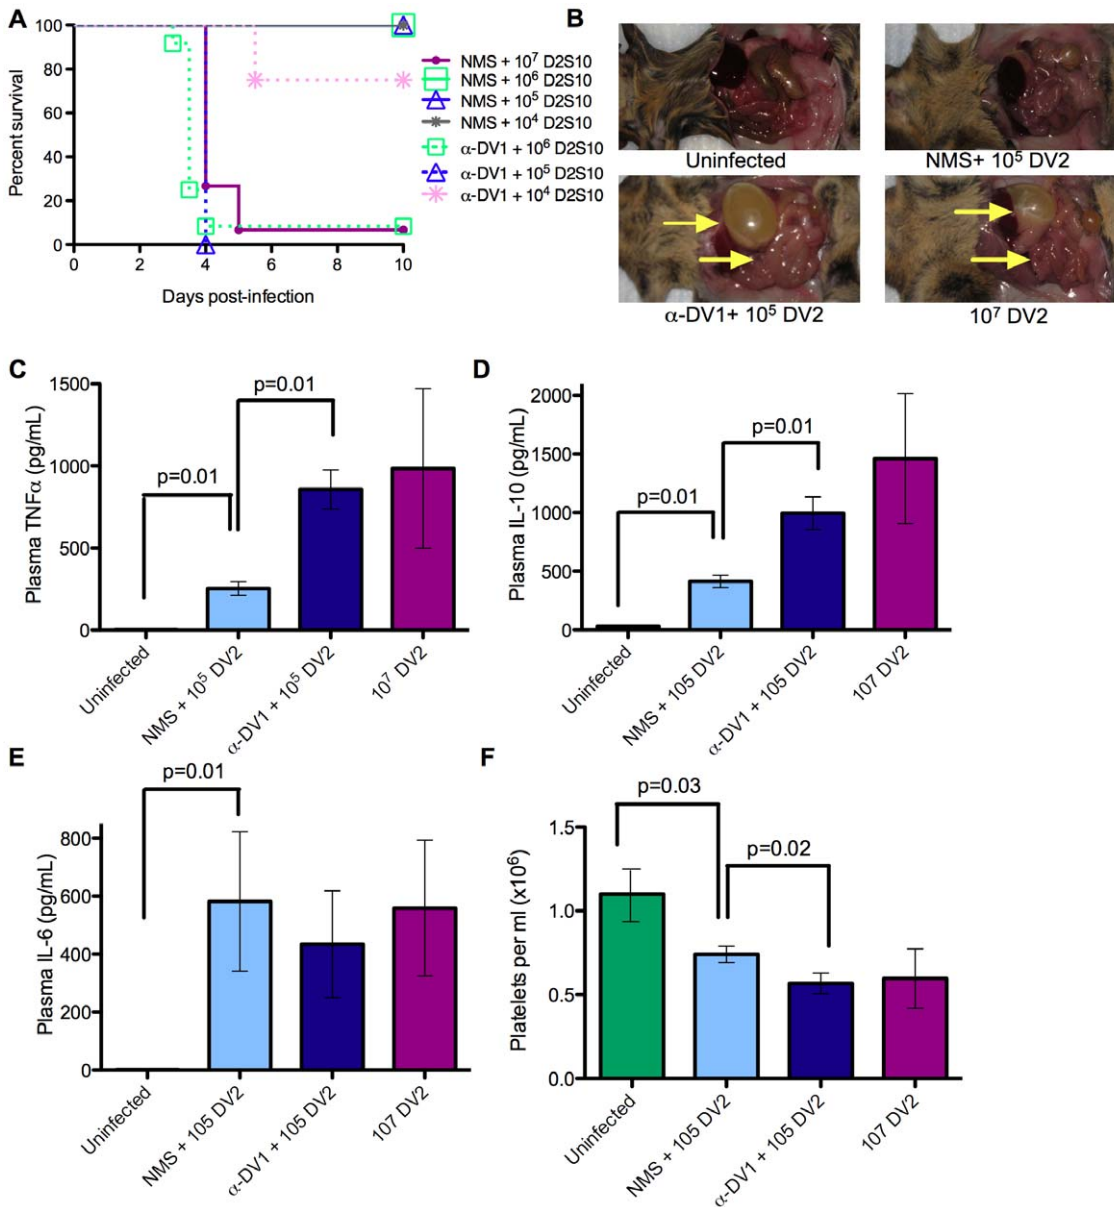 A
Percent survival
100
80
60
40
20
0
0 2 4 6 8 10
Days post-infection
NMS + 10⁷ D2S10
NMS + 10⁶ D2S10
NMS + 10⁵ D2S10
NMS + 10⁴ D2S10
α-DV1 + 10⁶ D2S10
α-DV1 + 10⁵ D2S10
α-DV1 + 10⁴ D2S10
B
Uninfected
NMS+ 10⁵ DV2
α-DV1+ 10⁵ DV2
10⁷ DV2
C
Plasma TNFα (pg/mL)
1500
1000
500
0
p=0.01
p=0.01
Uninfected
NMS + 10⁵ DV2
α-DV1 + 10⁵ DV2
10⁷ DV2
D
Plasma IL-10 (pg/mL)
2000
1500
1000
500
0
p=0.01
p=0.01
Uninfected
NMS + 105 DV2
α-DV1 + 105 DV2
107 DV2
E
Plasma IL-6 (pg/mL)
800
600
400
200
0
p=0.01
Uninfected
NMS + 105 DV2
α-DV1 + 105 DV2
107 DV2
F
Platelets per ml (x10⁶)
1.5
1.0
0.5
0.0
p=0.03
p=0.02
Uninfected
NMS + 105 DV2
α-DV1 + 105 DV2
107 DV2